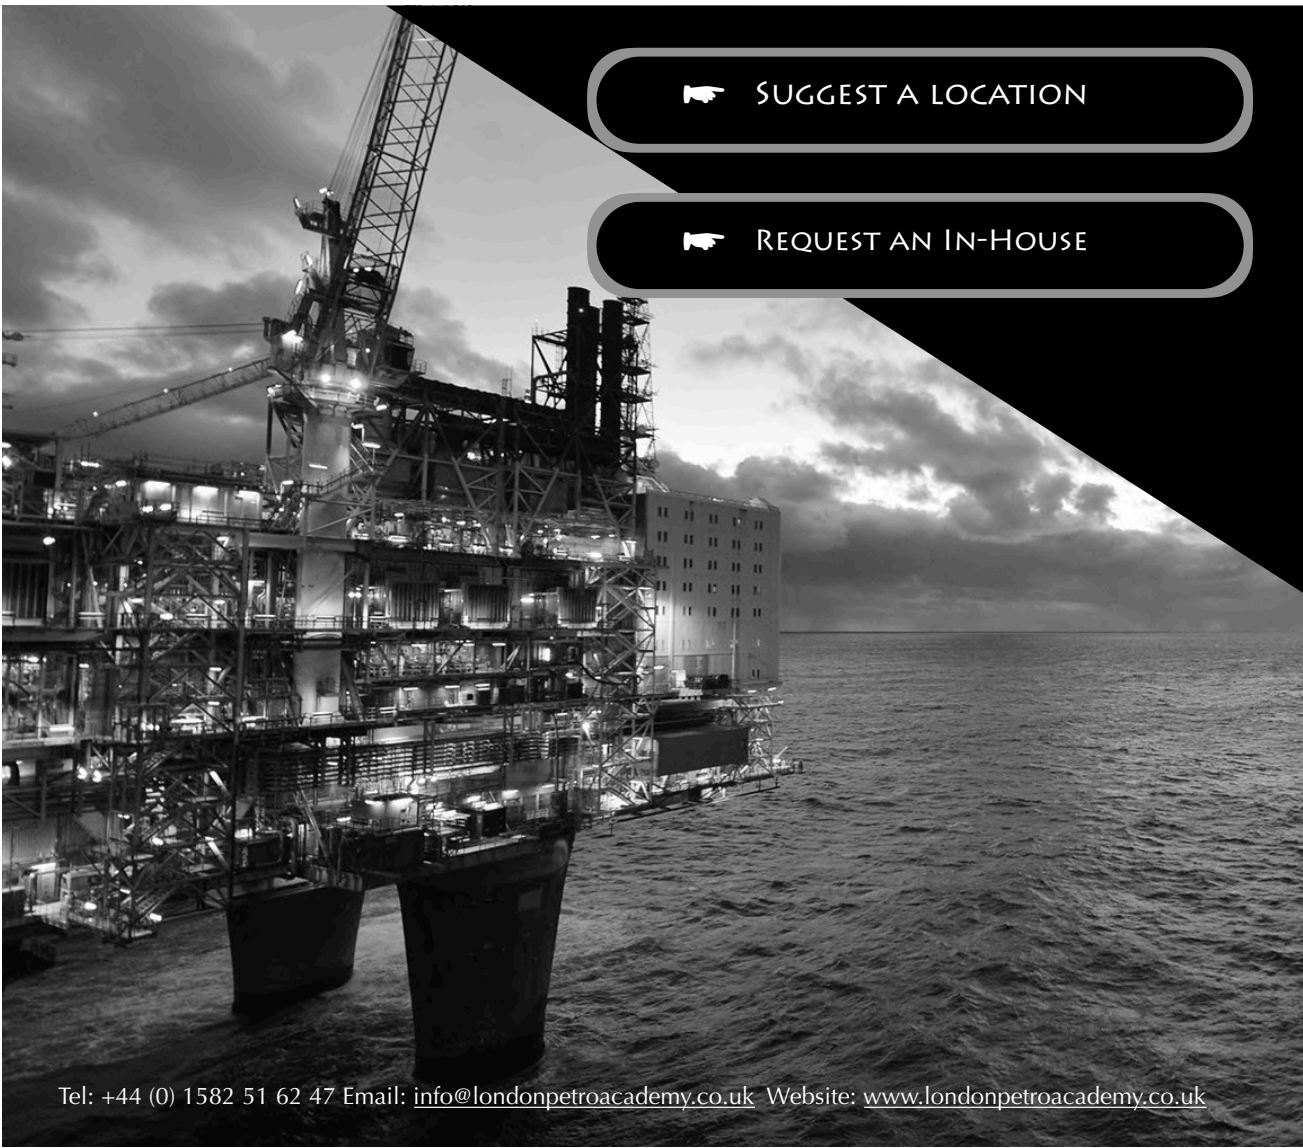 Suggest a location
Request an In-House
Tel: +44 (0) 1582 51 62 47 Email: info@londonpetroacademy.co.uk Website: www.londonpetroacademy.co.uk